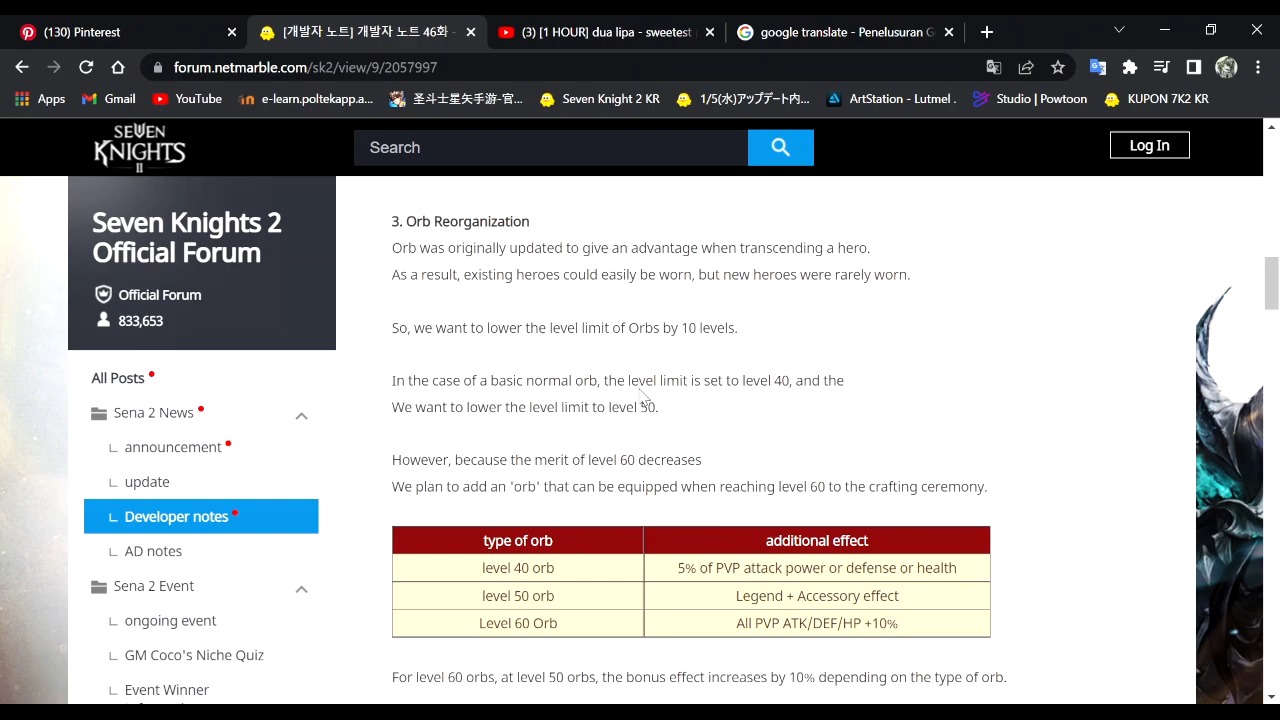 (130) Pinterest
[개발자 노트] 개발자 노트 46화 -
(3) [1 HOUR] dua lipa - sweetest
google translate - Penelusuran G
forum.netmarble.com/sk2/view/9/2057997
Apps
Gmail
YouTube
e-learn.poltekapp.a...
圣斗士星矢手游-官...
Seven Knight 2 KR
1/5(水)アップデート内...
ArtStation - Lutmel .
Studio | Powtoon
KUPON 7K2 KR
SEVEN KNIGHTS II
Search
Log In
Seven Knights 2
Official Forum
Official Forum
833,653
All Posts
Sena 2 News
announcement
update
Developer notes
AD notes
Sena 2 Event
ongoing event
GM Coco's Niche Quiz
Event Winner
3. Orb Reorganization
Orb was originally updated to give an advantage when transcending a hero.
As a result, existing heroes could easily be worn, but new heroes were rarely worn.
So, we want to lower the level limit of Orbs by 10 levels.
In the case of a basic normal orb, the level limit is set to level 40, and the
We want to lower the level limit to level 50.
However, because the merit of level 60 decreases
We plan to add an 'orb' that can be equipped when reaching level 60 to the crafting ceremony.
type of orb additional effect
level 40 orb 5% of PVP attack power or defense or health
level 50 orb Legend + Accessory effect
Level 60 Orb All PVP ATK/DEF/HP +10%
For level 60 orbs, at level 50 orbs, the bonus effect increases by 10% depending on the type of orb.